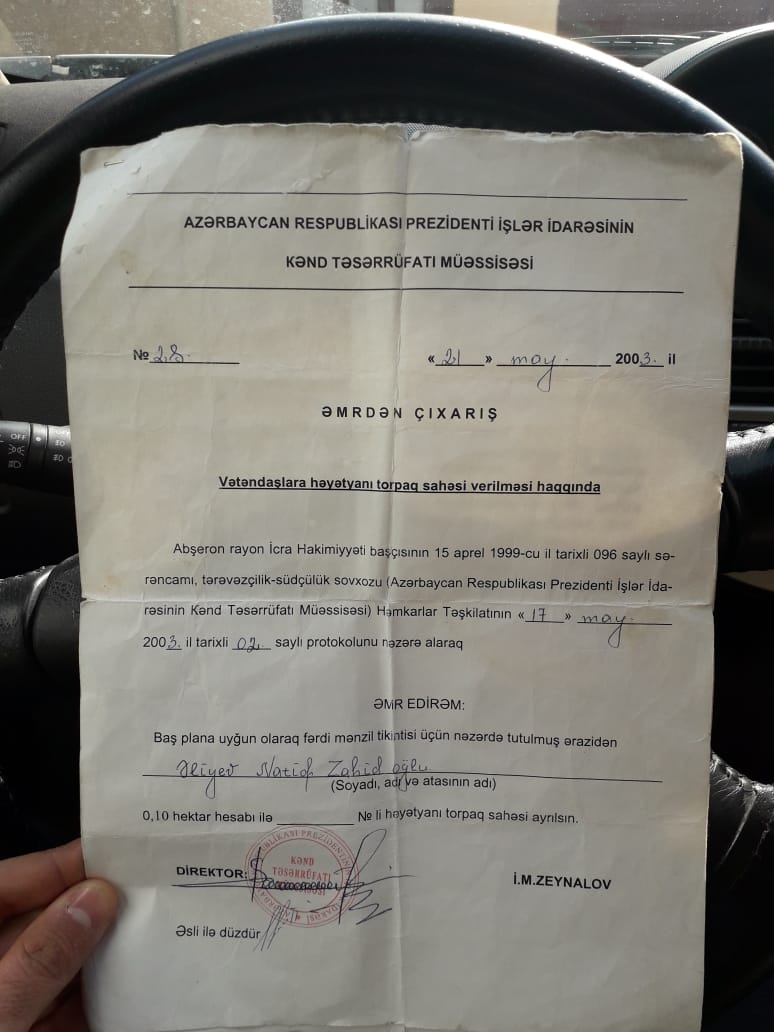 AZƏRBAYCAN RESPUBLİKASI PREZİDENTİ İŞLƏR İDARƏSİNİN
KƏND TƏSƏRRÜFATI MÜƏSSİSƏSİ
№ 28. « 21 » may. 2003. il
ƏMRDƏN ÇIXARIŞ
Vətəndaşlara həyətyanı torpaq sahəsi verilməsi haqqında
Abşeron rayon İcra Hakimiyyəti başçısının 15 aprel 1999-cu il tarixli 096 saylı sə-
rəncamı, tərəvəzçilik-südçülük sovxozu (Azərbaycan Respublikası Prezidenti İşlər İda-
rəsinin Kənd Təsərrüfatı Müəssisəsi) Həmkarlar Təşkilatının « 17 » may.
2003. il tarixli 02. saylı protokolunu nəzərə alaraq
ƏMR EDİRƏM:
Baş plana uyğun olaraq fərdi mənzil tikintisi üçün nəzərdə tutulmuş ərazidən
Əliyev Natiq Zahid oğlu
(Soyadı, adı və atasının adı)
0,10 hektar hesabı ilə № li həyətyanı torpaq sahəsi ayrılsın.
KƏND
TƏSƏRRÜFATI
DİREKTOR: İ.M.ZEYNALOV
Əsli ilə düzdür
OFF